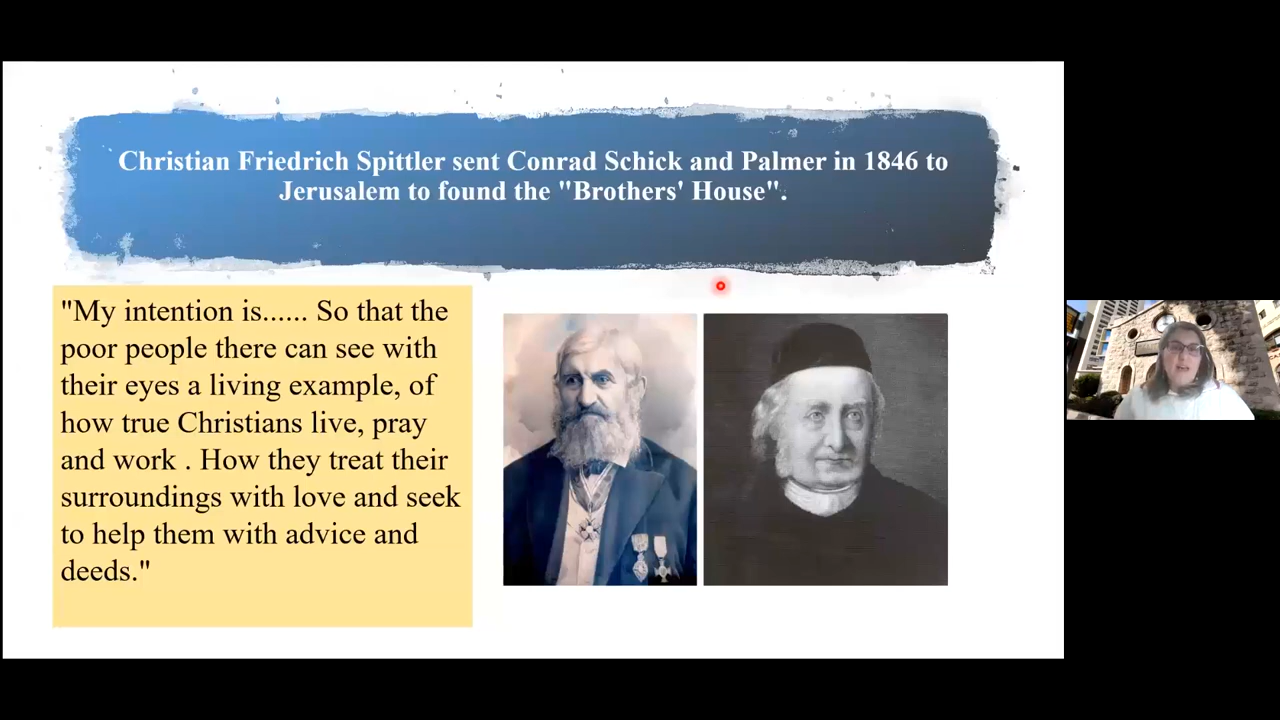 Christian Friedrich Spittler sent Conrad Schick and Palmer in 1846 to
Jerusalem to found the "Brothers' House".
"My intention is...... So that the
poor people there can see with
their eyes a living example, of
how true Christians live, pray
and work . How they treat their
surroundings with love and seek
to help them with advice and
deeds."